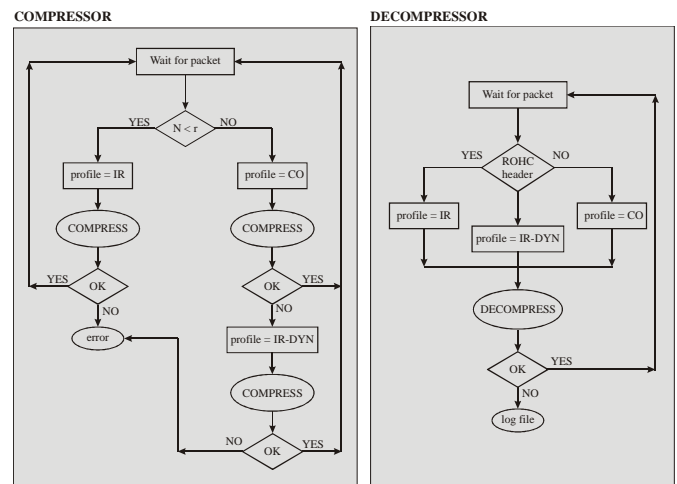 COMPRESSOR
Wait for packet
YES
N < r
NO
profile = IR
profile = CO
COMPRESS
COMPRESS
YES
OK
NO
OK
YES
NO
error
profile = IR-DYN
COMPRESS
NO
OK
YES
DECOMPRESSOR
Wait for packet
YES
ROHC
header
NO
profile = IR
profile = IR-DYN
profile = CO
DECOMPRESS
OK
YES
NO
log file